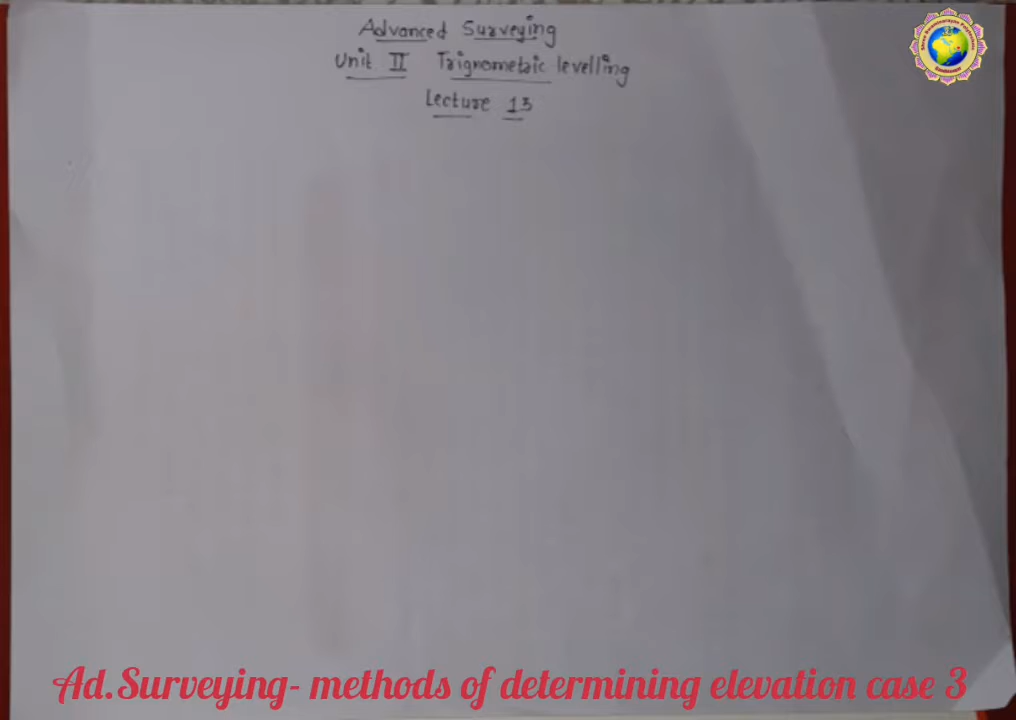 Advanced Surveying
Unit II Trignometric levelling
Lecture 13
Ad. Surveying- methods of determining elevation case 3